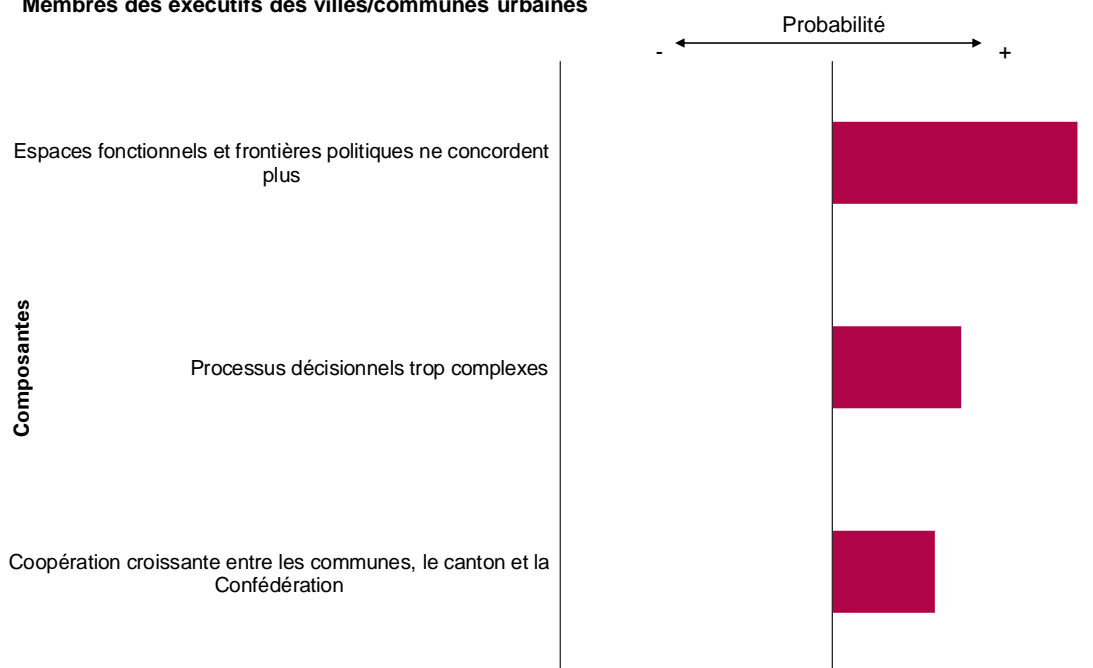 Membres des exécutifs des villes/communes urbaines
Probabilité
- +
Espaces fonctionnels et frontières politiques ne concordent
plus
Composantes
Processus décisionnels trop complexes
Coopération croissante entre les communes, le canton et la
Confédération